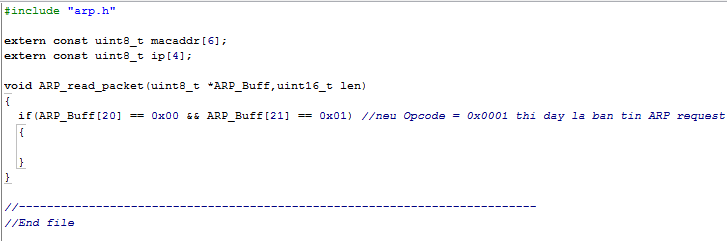 #include "arp.h"
extern const uint8_t macaddr[6];
extern const uint8_t ip[4];
void ARP_read_packet(uint8_t *ARP_Buff,uint16_t len)
{
if(ARP_Buff[20] == 0x00 && ARP_Buff[21] == 0x01) //neu Opcode = 0x0001 thi day la ban tin ARP request
{
}
}
//--------------------------------------------------------------------------
//End file